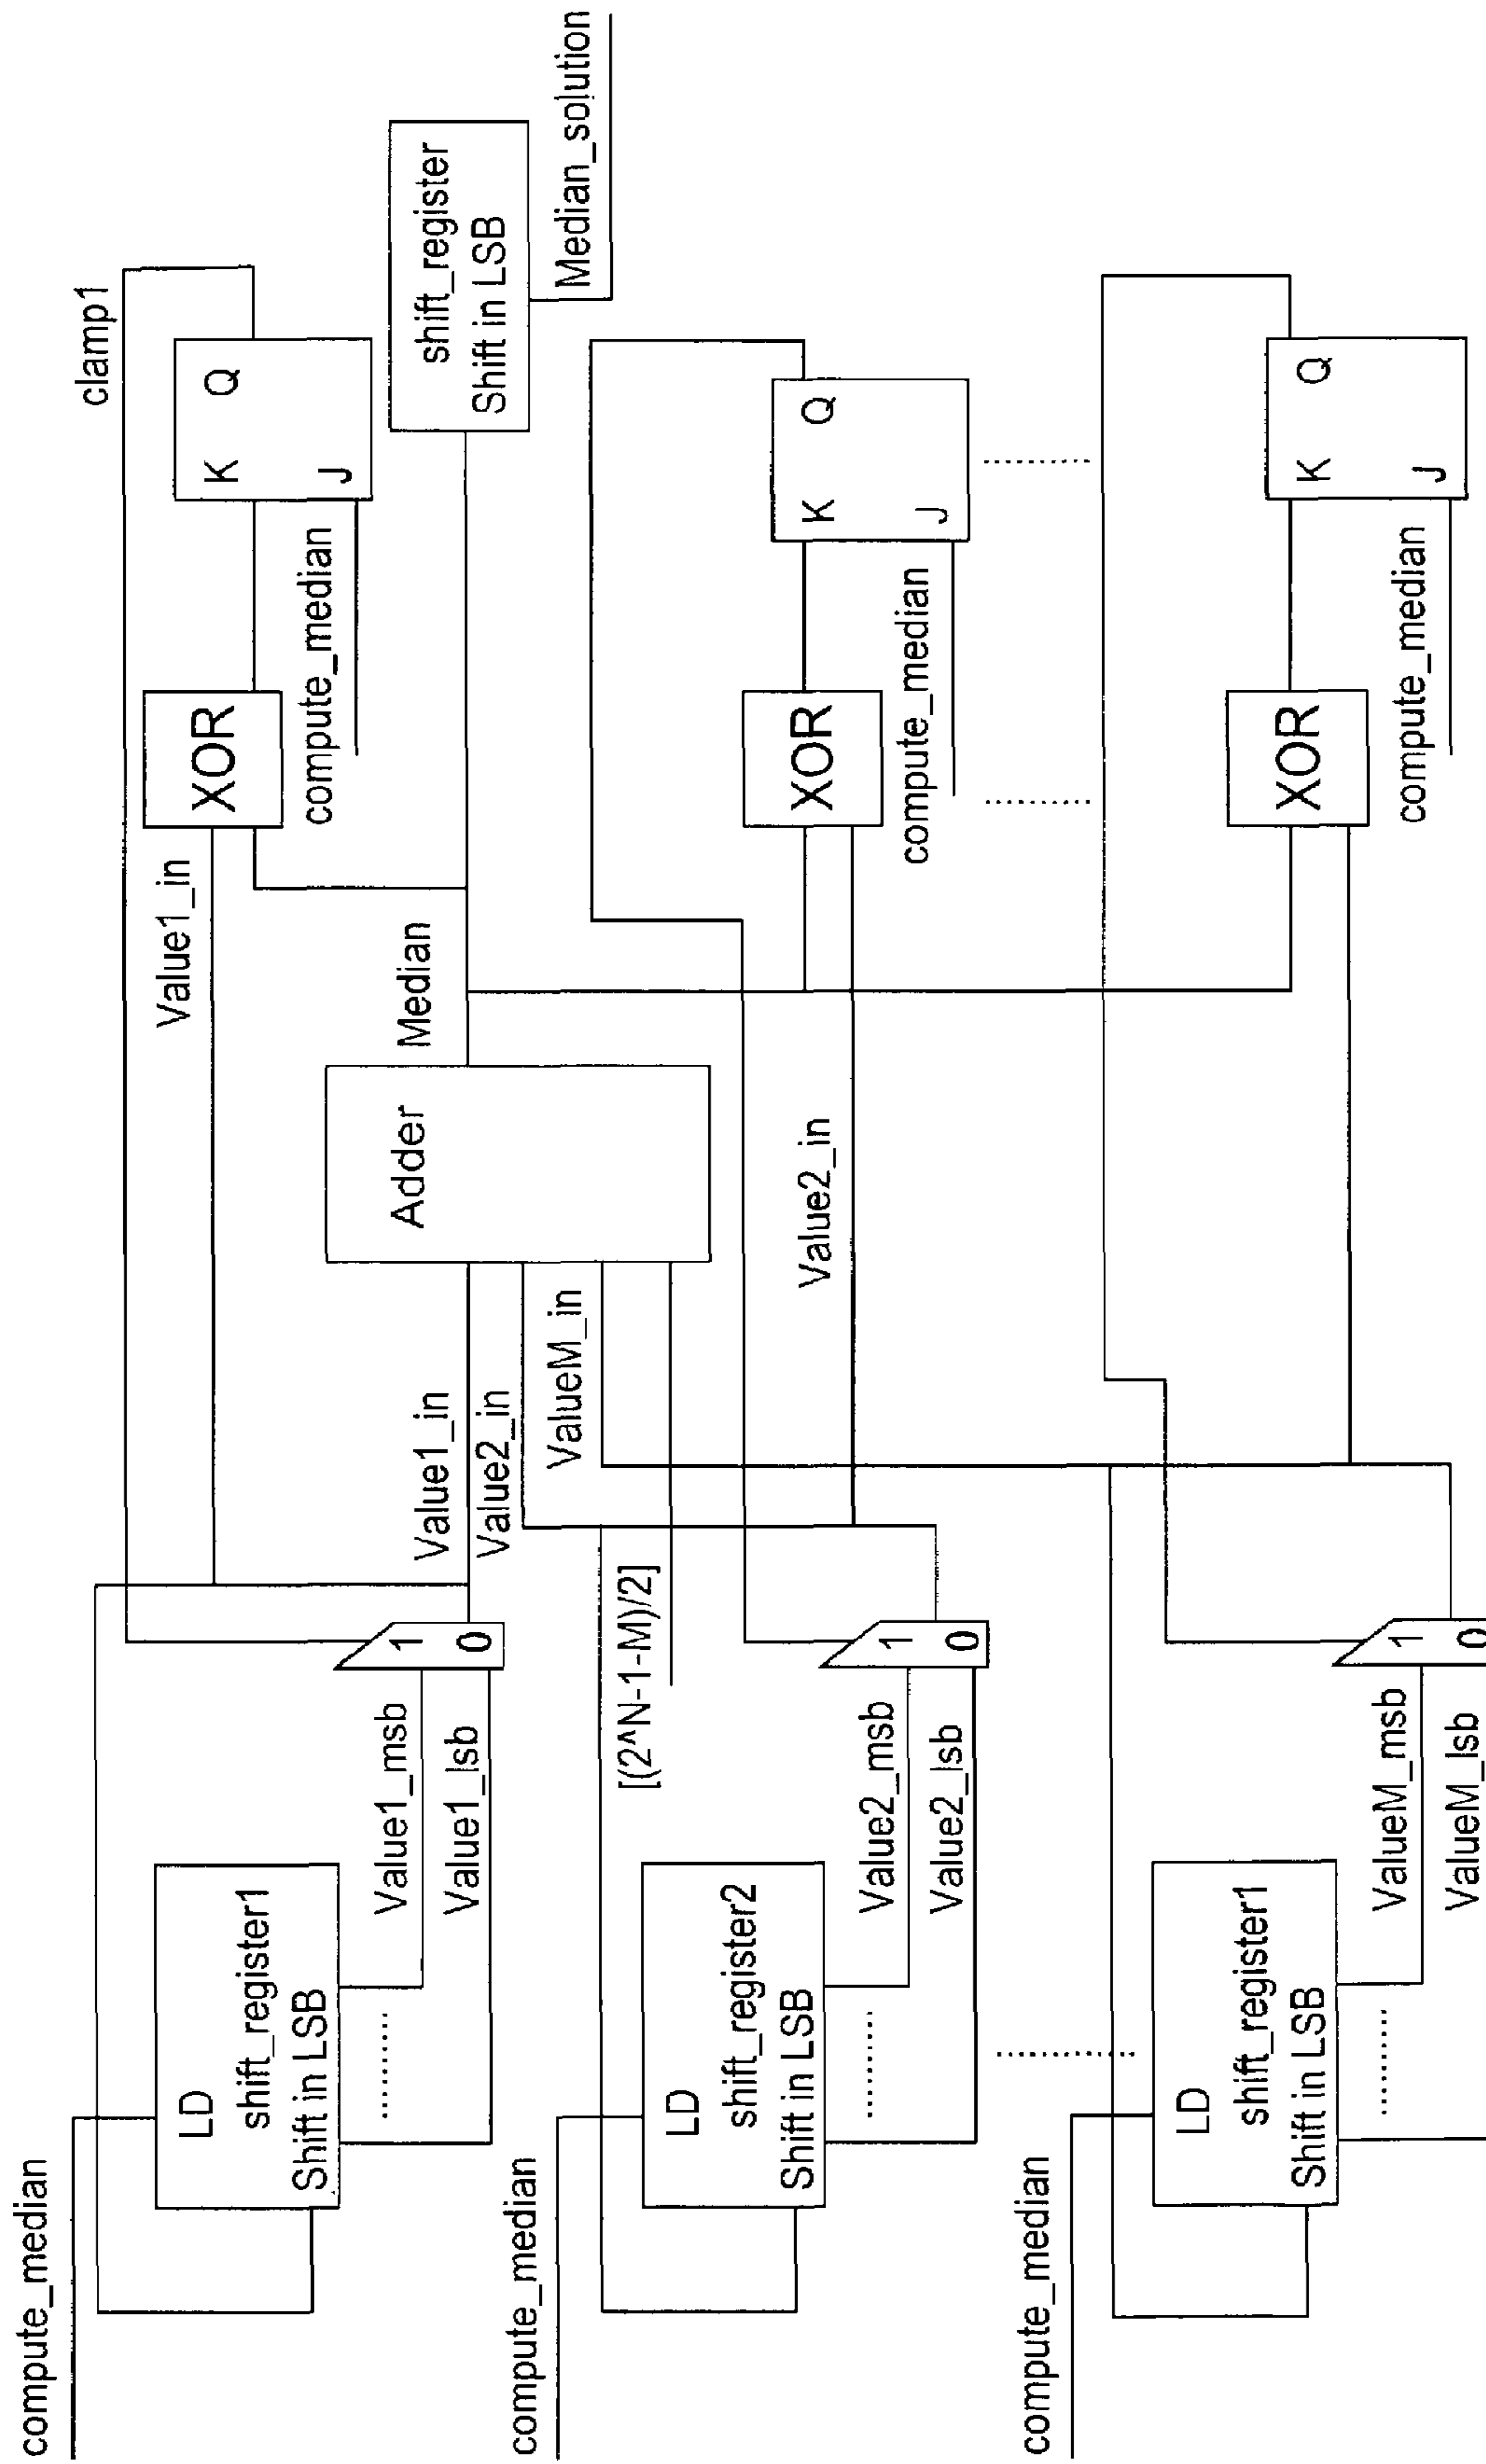 compute_median
LD
shift_register1
Shift in LSB
.........
Value1_msb
Value1_lsb
1
0
Value1_in
Value2_in
ValueM_in
[(2^N-1-M)/2]
Adder
Median
Value1_in
XOR
compute_median
K Q
J
clamp1
shift_register
Shift in LSB
Median_solution
compute_median
LD
shift_register2
Shift in LSB
.........
Value2_msb
Value2_lsb
1
0
Value2_in
XOR
compute_median
K Q
J
compute_median
LD
shift_register1
Shift in LSB
.........
ValueM_msb
ValueM_lsb
1
0
XOR
compute_median
K Q
J